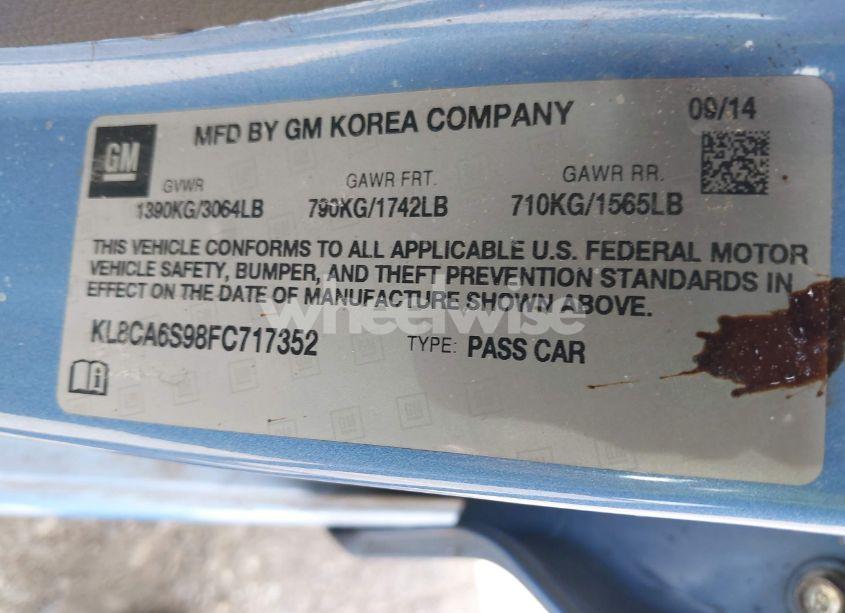 GM
MFD BY GM KOREA COMPANY
09/14
GVWR
GAWR FRT.
GAWR RR.
1390KG/3064LB
790KG/1742LB
710KG/1565LB
THIS VEHICLE CONFORMS TO ALL APPLICABLE U.S. FEDERAL MOTOR
VEHICLE SAFETY, BUMPER, AND THEFT PREVENTION STANDARDS IN
EFFECT ON THE DATE OF MANUFACTURE SHOWN ABOVE.
wheelwise
KL8CA6S98FC717352
TYPE: PASS CAR